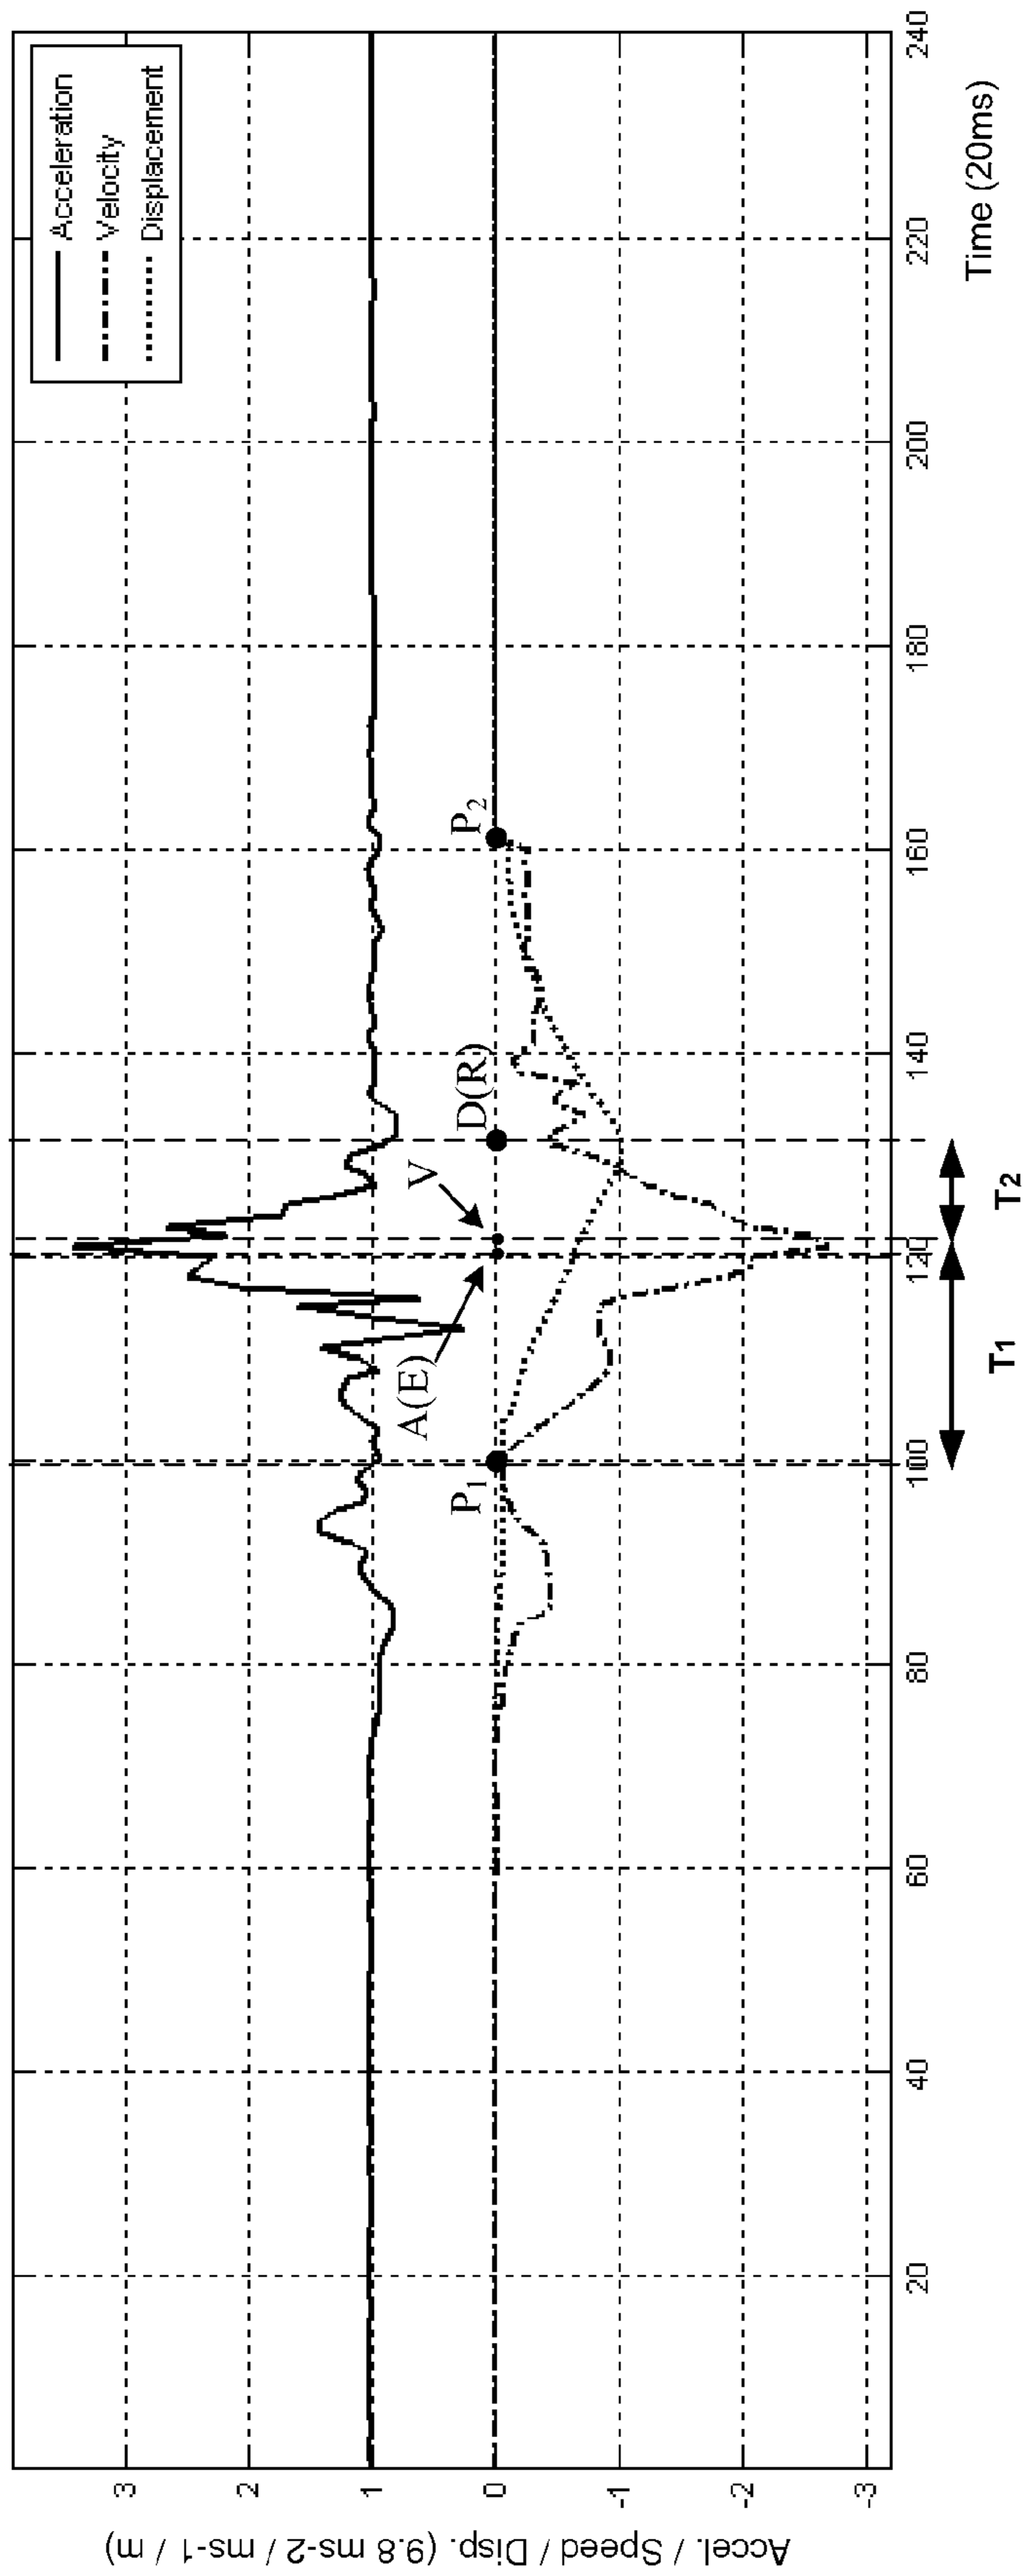 Acceleration
Velocity
Displacement
3
2
1
0
-1
-2
-3
Accel. / Speed / Disp. (9.8 ms-2 / ms-1 / m)
P1
A(E)
V
D(R)
P2
20
40
60
80
100
120
140
160
180
200
220
240
Time (20ms)
T1
T2